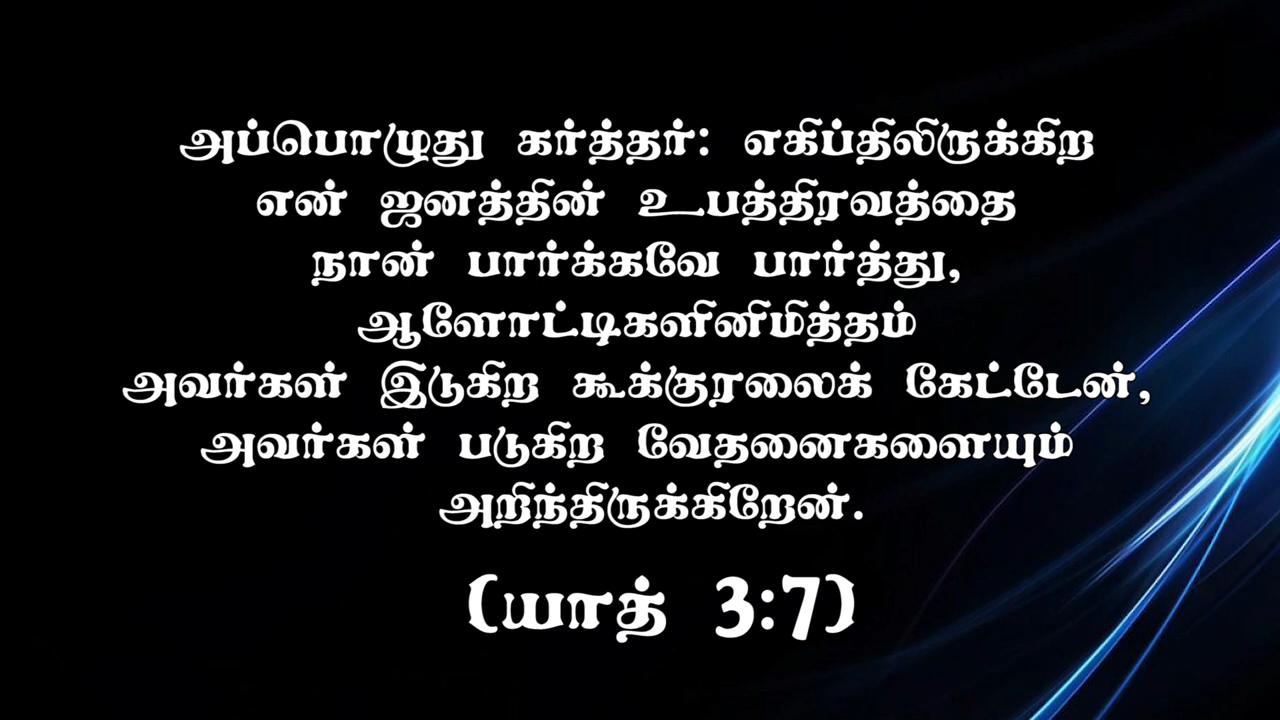 அப்பொழுது கர்த்தர்: எகிப்திலிருக்கிற
என் ஜனத்தின் உபத்திரவத்தை
நான் பார்க்கவே பார்த்து,
ஆளோட்டிகளினிமித்தம்
அவர்கள் இடுகிற கூக்குரலைக் கேட்டேன்,
அவர்கள் படுகிற வேதனைகளையும்
அறிந்திருக்கிறேன்.
(யாத் 3:7)